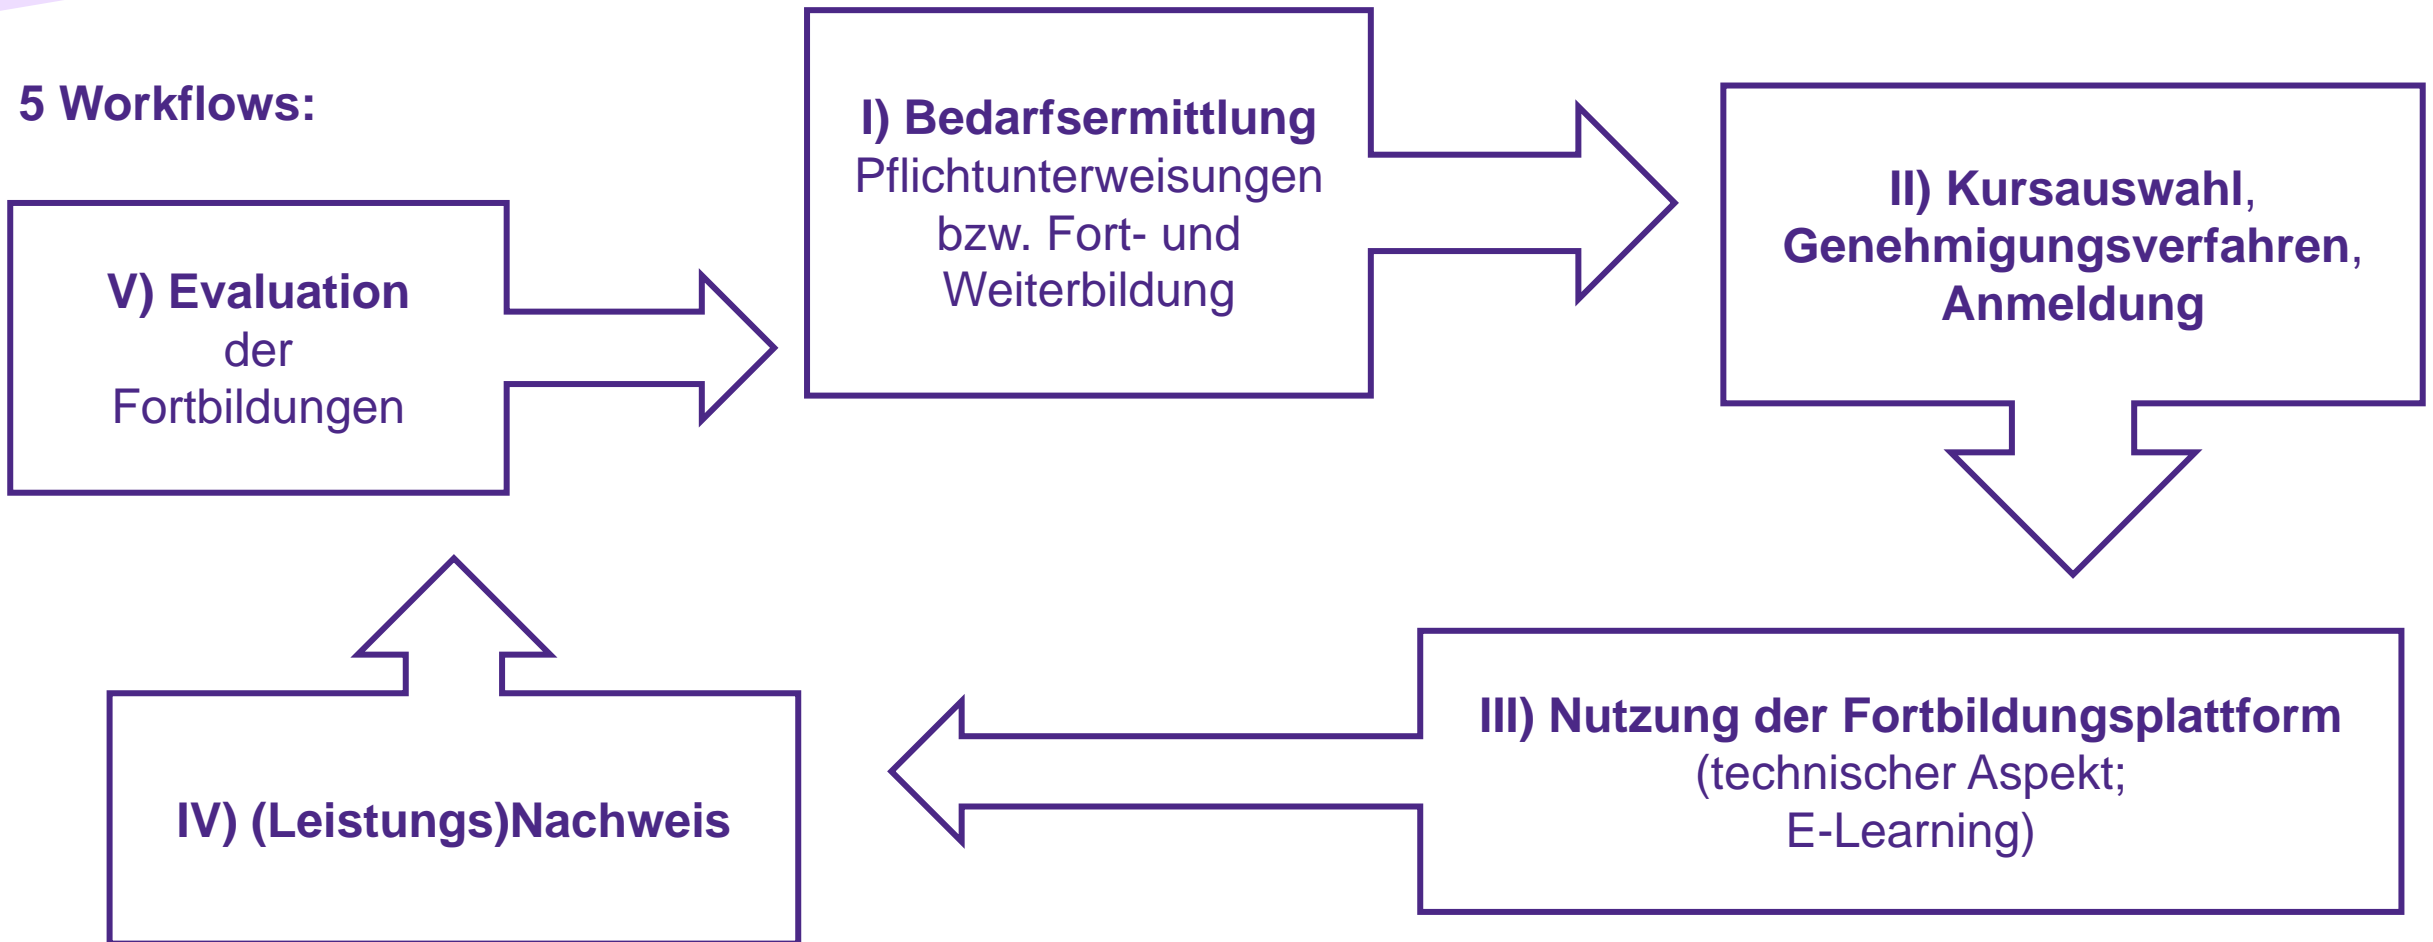 5 Workflows:
I) Bedarfsermittlung
Pflichtunterweisungen
bzw. Fort- und
Weiterbildung
II) Kursauswahl,
Genehmigungsverfahren,
Anmeldung
III) Nutzung der Fortbildungsplattform
(technischer Aspekt;
E-Learning)
IV) (Leistungs)Nachweis
V) Evaluation
der
Fortbildungen